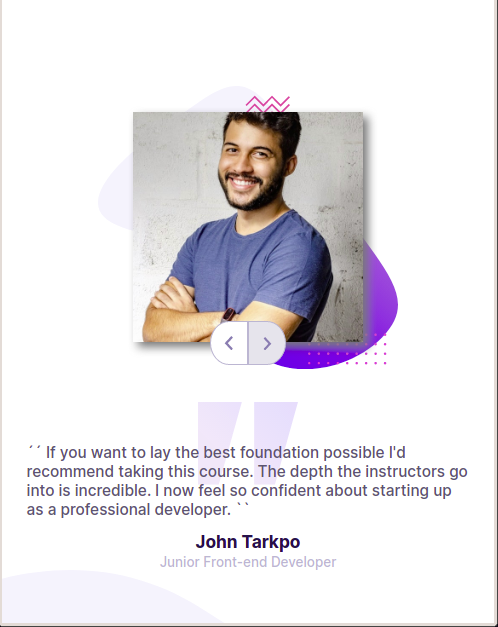 ´´ If you want to lay the best foundation possible I'd
recommend taking this course. The depth the instructors go
into is incredible. I now feel so confident about starting up
as a professional developer. ``
John Tarkpo
Junior Front-end Developer